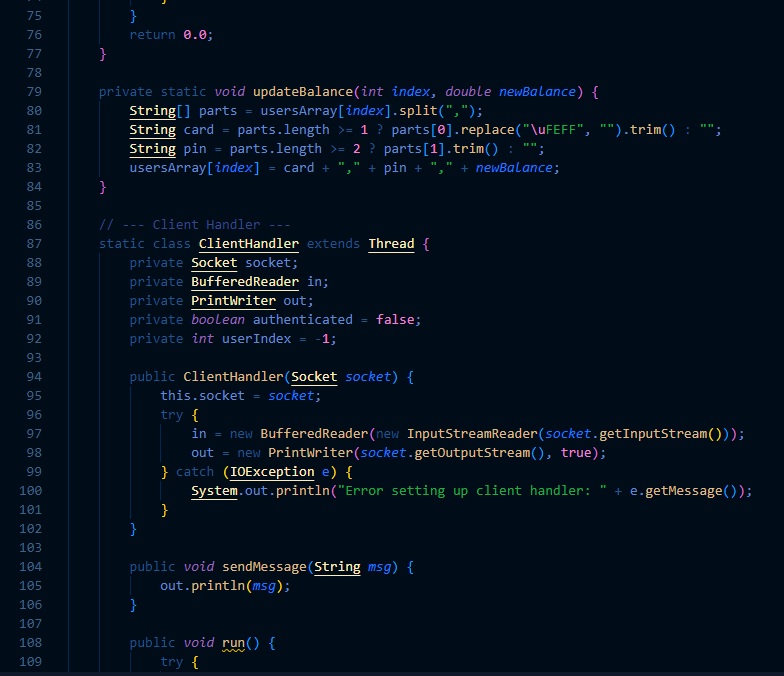 75 }
76 return 0.0;
77 }
78
79 private static void updateBalance(int index, double newBalance) {
80 String[] parts = usersArray[index].split(",");
81 String card = parts.length >= 1 ? parts[0].replace("\uFEFF", "").trim() : "";
82 String pin = parts.length >= 2 ? parts[1].trim() : "";
83 usersArray[index] = card + "," + pin + "," + newBalance;
84 }
85
86 // --- Client Handler ---
87 static class ClientHandler extends Thread {
88 private Socket socket;
89 private BufferedReader in;
90 private PrintWriter out;
91 private boolean authenticated = false;
92 private int userIndex = -1;
93
94 public ClientHandler(Socket socket) {
95 this.socket = socket;
96 try {
97 in = new BufferedReader(new InputStreamReader(socket.getInputStream()));
98 out = new PrintWriter(socket.getOutputStream(), true);
99 } catch (IOException e) {
100 System.out.println("Error setting up client handler: " + e.getMessage());
101 }
102 }
103
104 public void sendMessage(String msg) {
105 out.println(msg);
106 }
107
108 public void run() {
109 try {